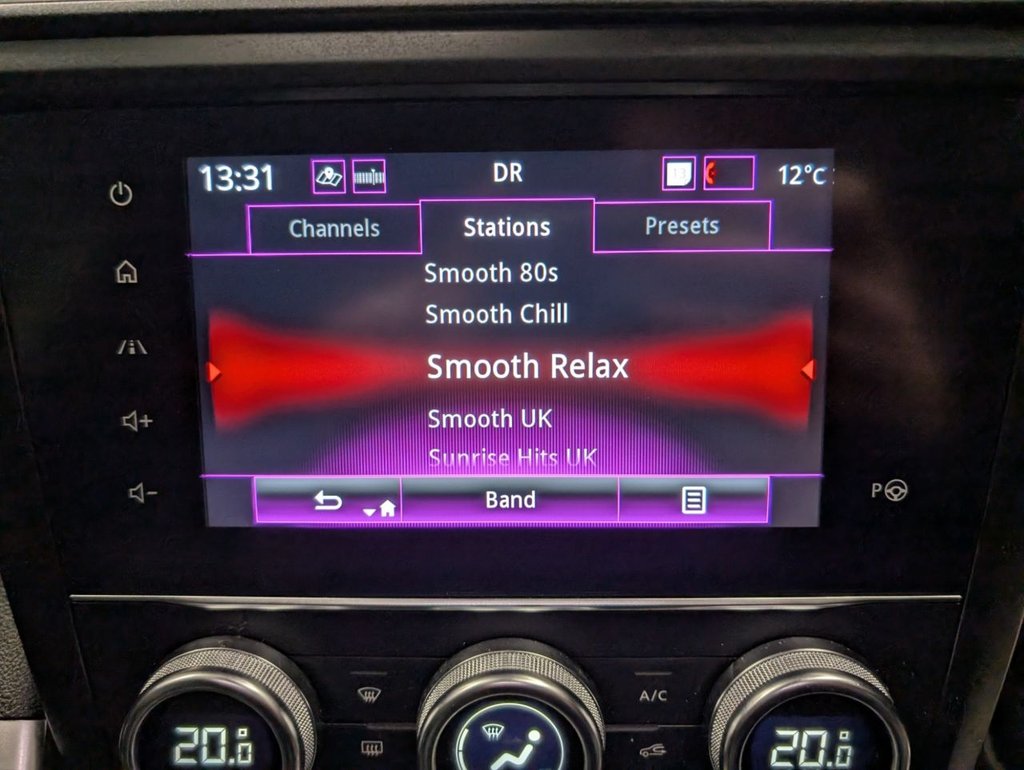 13:31 DR 12°C
Channels Stations Presets
Smooth 80s
Smooth Chill
Smooth Relax
Smooth UK
Sunrise Hits UK
Band
P
A/C
20.0 20.0